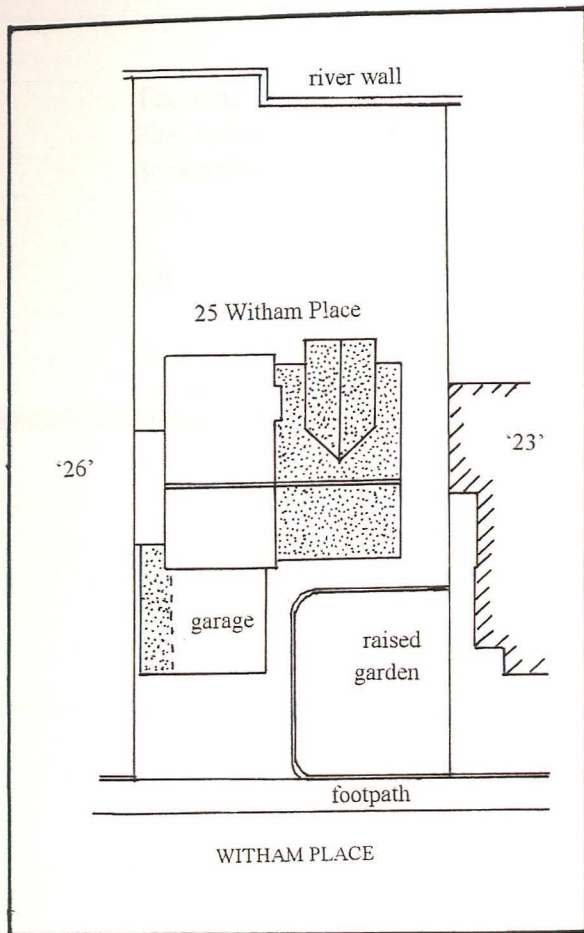 river wall
25 Witham Place
‘26’
‘23’
garage
raised
garden
footpath
WITHAM PLACE